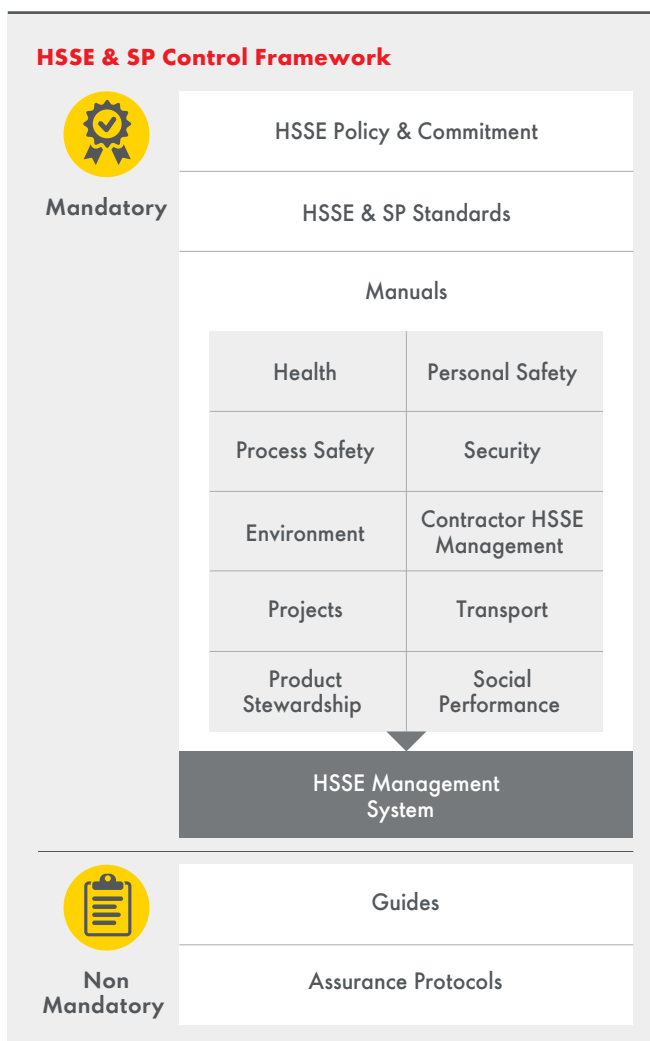 HSSE & SP Control Framework
Mandatory
HSSE Policy & Commitment
HSSE & SP Standards
Manuals
Health
Personal Safety
Process Safety
Security
Environment
Contractor HSSE
Management
Projects
Transport
Product
Stewardship
Social
Performance
HSSE Management
System
Non
Mandatory
Guides
Assurance Protocols